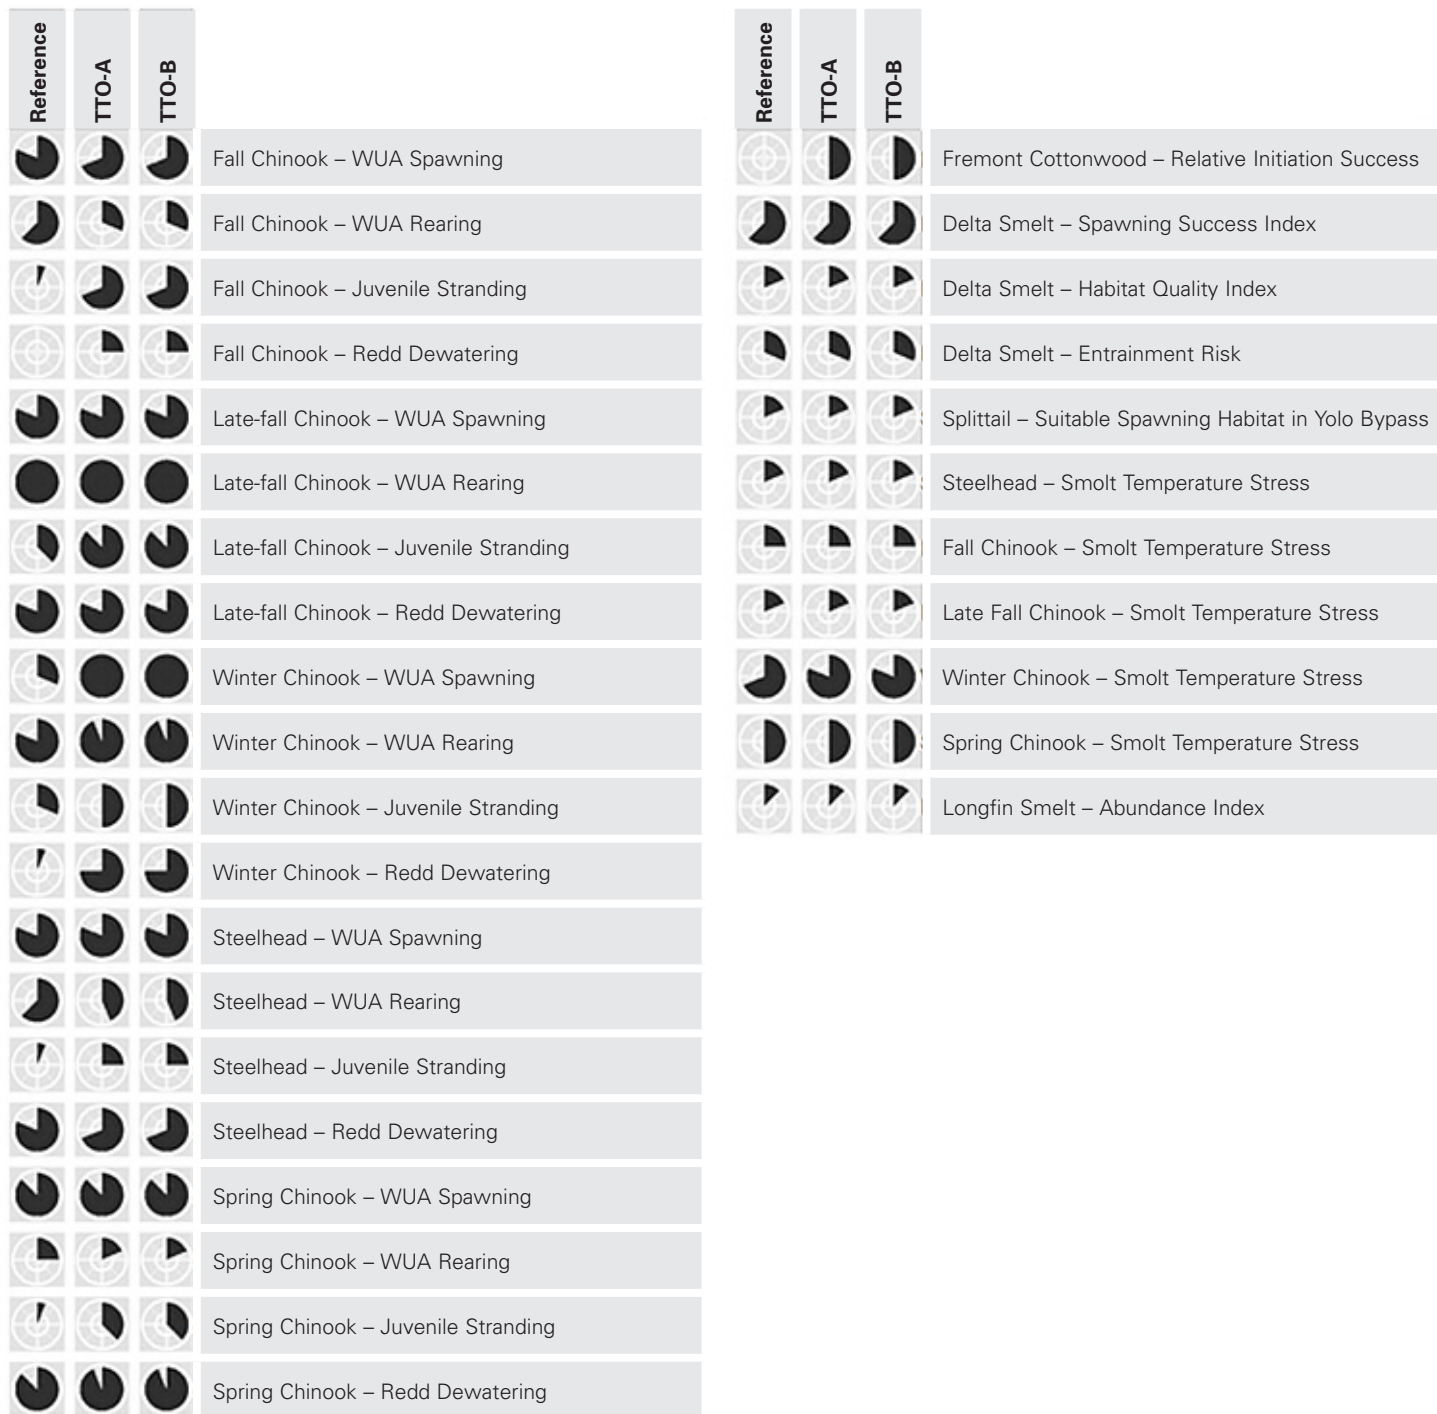 Reference
TTO-A
TTO-B
Fall Chinook – WUA Spawning
Fall Chinook – WUA Rearing
Fall Chinook – Juvenile Stranding
Fall Chinook – Redd Dewatering
Late-fall Chinook – WUA Spawning
Late-fall Chinook – WUA Rearing
Late-fall Chinook – Juvenile Stranding
Late-fall Chinook – Redd Dewatering
Winter Chinook – WUA Spawning
Winter Chinook – WUA Rearing
Winter Chinook – Juvenile Stranding
Winter Chinook – Redd Dewatering
Steelhead – WUA Spawning
Steelhead – WUA Rearing
Steelhead – Juvenile Stranding
Steelhead – Redd Dewatering
Spring Chinook – WUA Spawning
Spring Chinook – WUA Rearing
Spring Chinook – Juvenile Stranding
Spring Chinook – Redd Dewatering
Reference
TTO-A
TTO-B
Fremont Cottonwood – Relative Initiation Success
Delta Smelt – Spawning Success Index
Delta Smelt – Habitat Quality Index
Delta Smelt – Entrainment Risk
Splittail – Suitable Spawning Habitat in Yolo Bypass
Steelhead – Smolt Temperature Stress
Fall Chinook – Smolt Temperature Stress
Late Fall Chinook – Smolt Temperature Stress
Winter Chinook – Smolt Temperature Stress
Spring Chinook – Smolt Temperature Stress
Longfin Smelt – Abundance Index